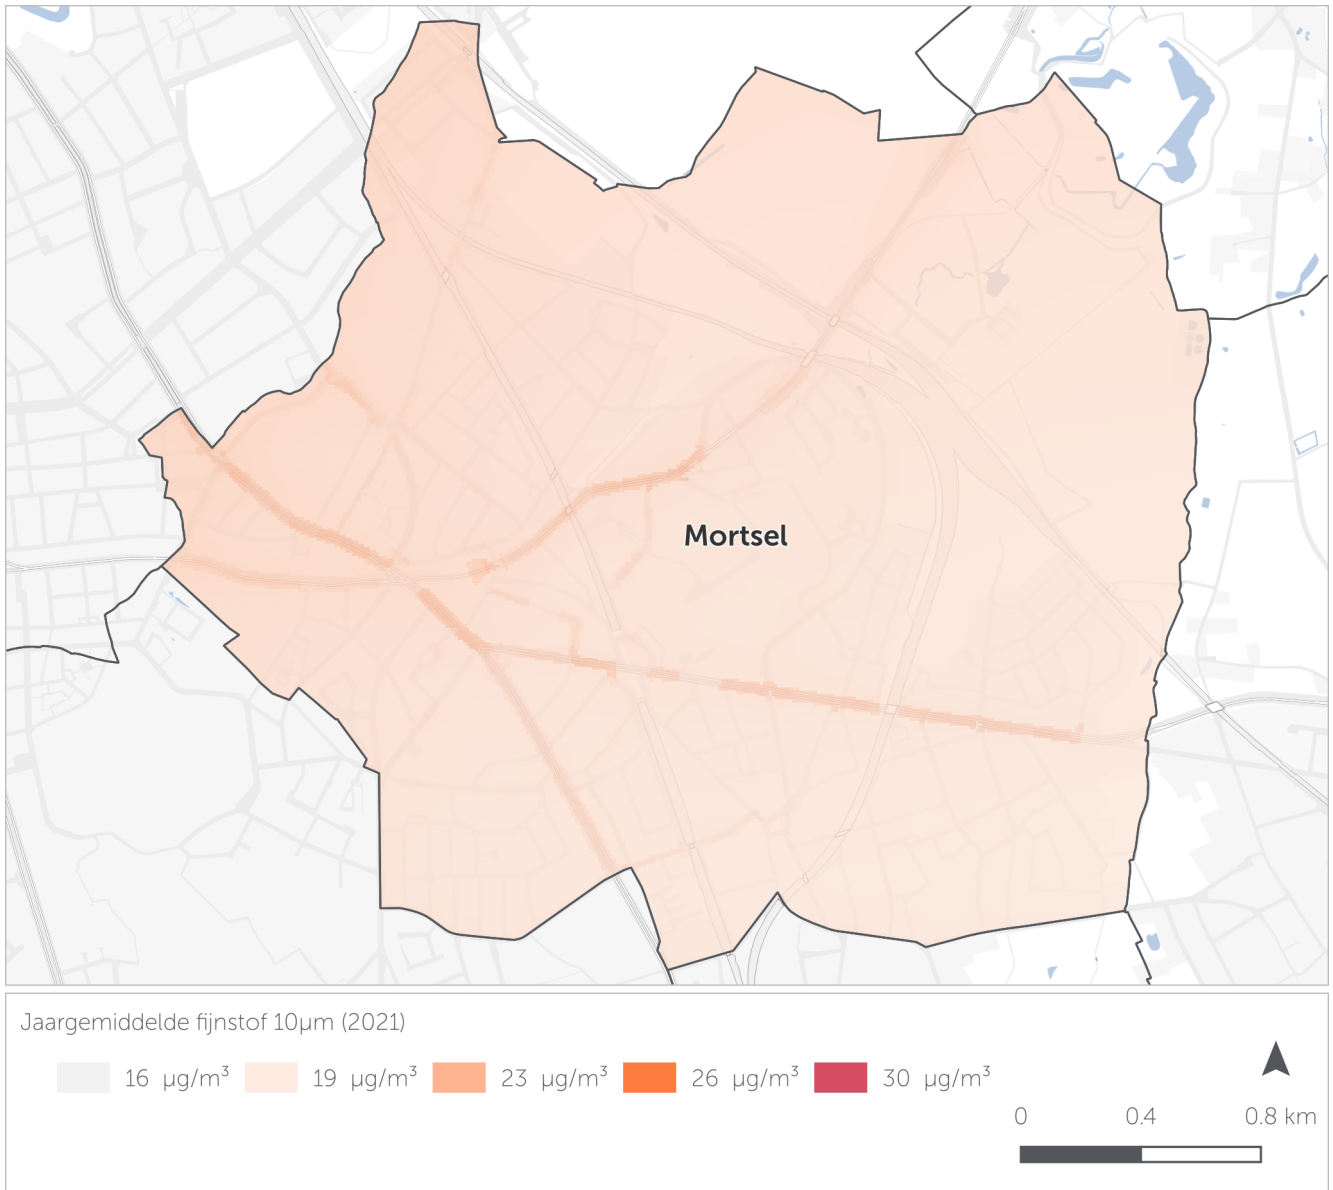 Mortsel
Jaargemiddelde fijnstof 10µm (2021)
16 µg/m³ 19 µg/m³ 23 µg/m³ 26 µg/m³ 30 µg/m³
0 0.4 0.8 km